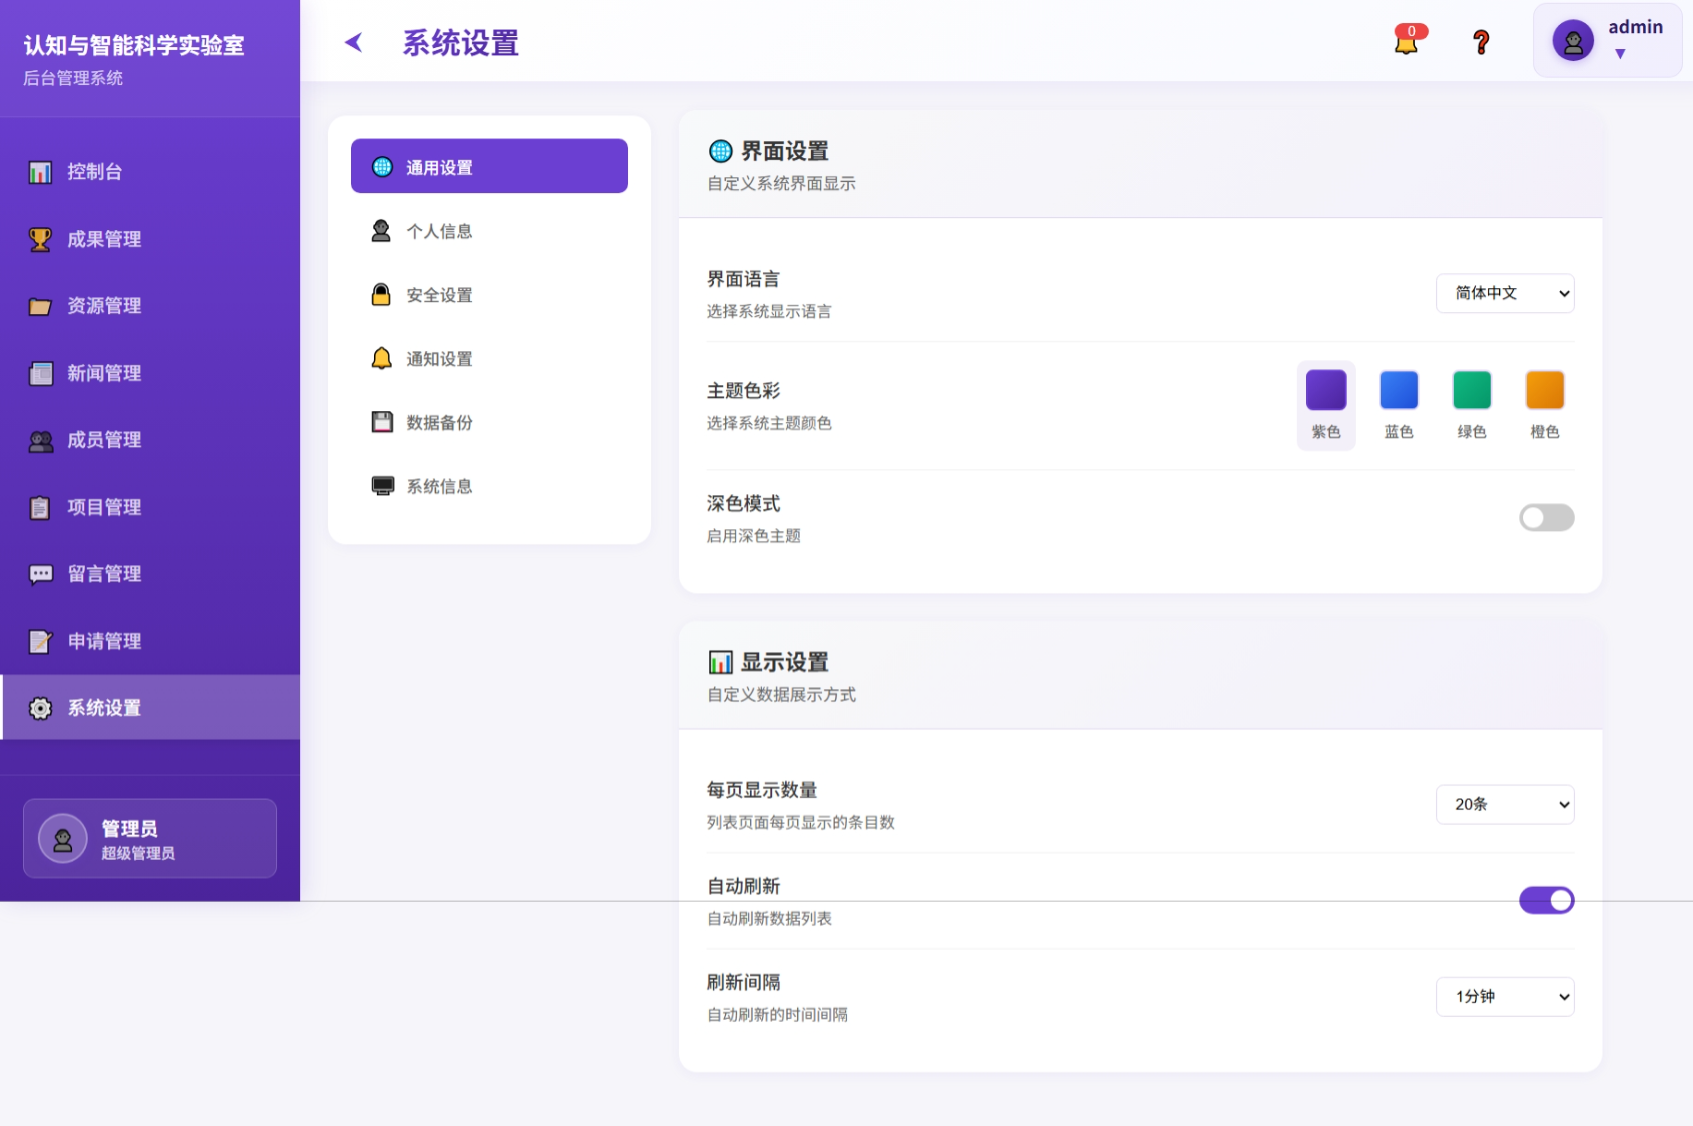 认知与智能科学实验室
后台管理系统
控制台
成果管理
资源管理
新闻管理
成员管理
项目管理
留言管理
申请管理
系统设置
管理员
超级管理员
系统设置
0
admin
通用设置
个人信息
安全设置
通知设置
数据备份
系统信息
界面设置
自定义系统界面显示
界面语言
选择系统显示语言
简体中文
主题色彩
选择系统主题颜色
紫色
蓝色
绿色
橙色
深色模式
启用深色主题
显示设置
自定义数据展示方式
每页显示数量
列表页面每页显示的条目数
20条
自动刷新
自动刷新数据列表
刷新间隔
自动刷新的时间间隔
1分钟